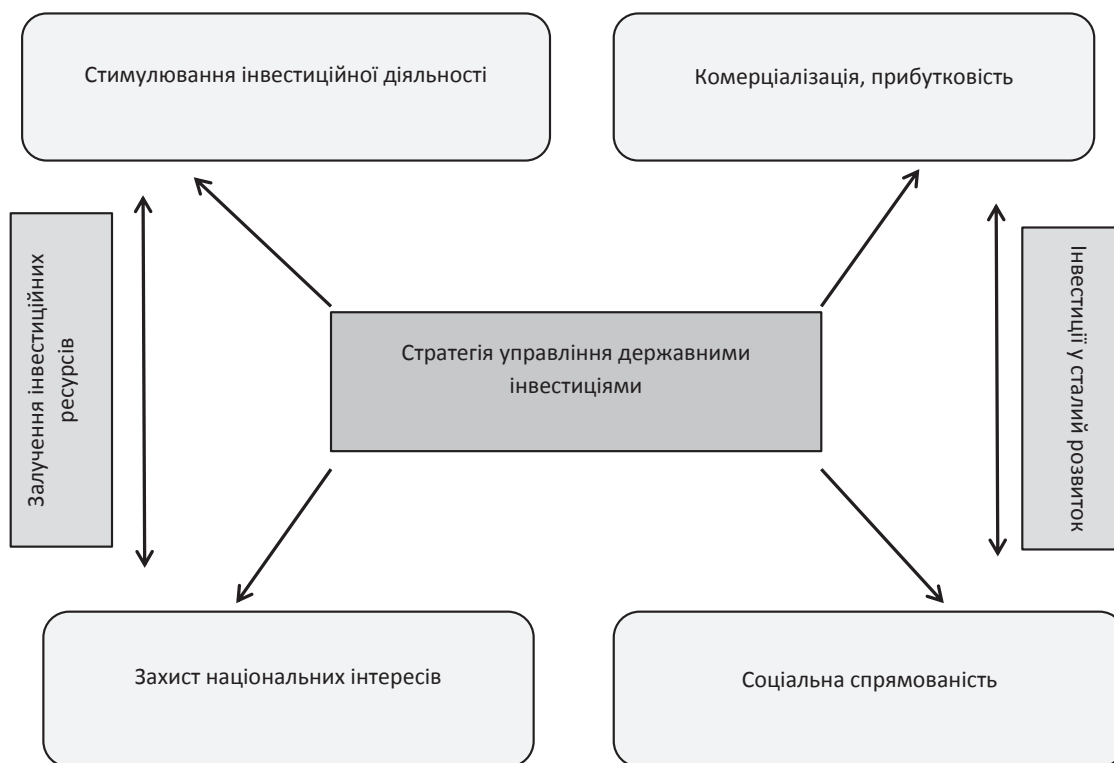 Стимулювання інвестиційної діяльності
Комерціалізація, прибутковість
Залучення інвестиційних
ресурсів
Стратегія управління державними
інвестиціями
Інвестиції у сталий розвиток
Захист національних інтересів
Соціальна спрямованість